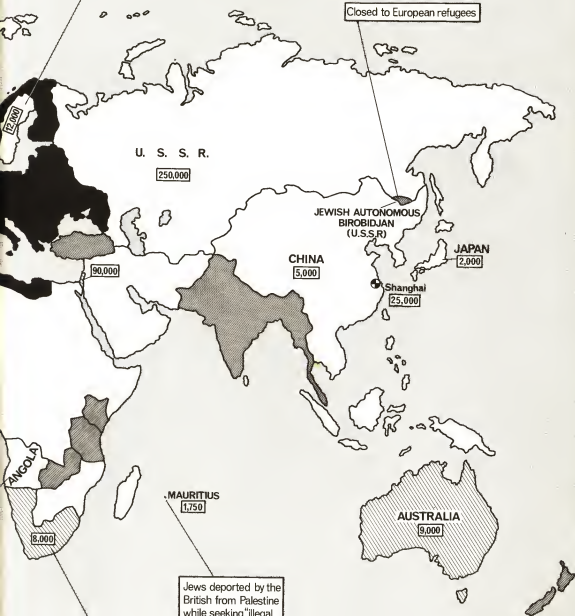 Closed to European refugees
12,000
U. S. S. R.
250,000
JEWISH AUTONOMOUS
BIROBIDJAN
(U.S.S.R)
CHINA
5,000
JAPAN
2,000
90,000
Shanghai
25,000
ANGOLA
.MAURITIUS
1,750
AUSTRALIA
9,000
8,000
Jews deported by the
British from Palestine
while seeking "illegal